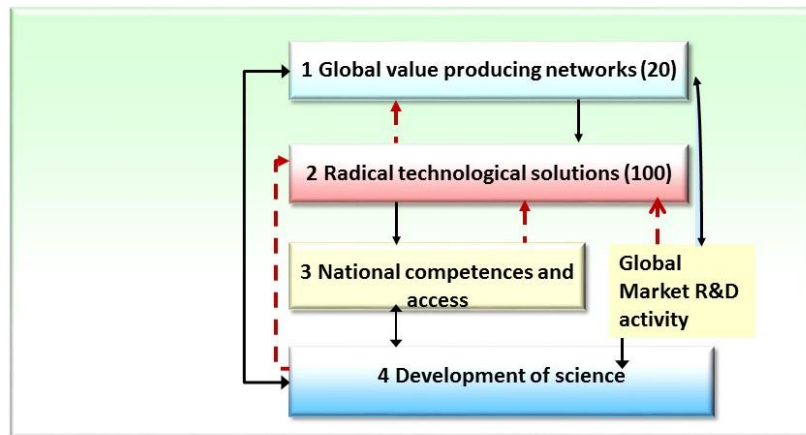 1 Global value producing networks (20)
2 Radical technological solutions (100)
3 National competences and
access
Global
Market R&D
activity
4 Development of science